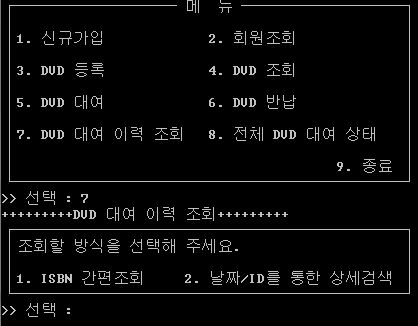 메 뉴
1. 신규가입 2. 회원조회
3. DVD 등록 4. DVD 조회
5. DVD 대여 6. DVD 반납
7. DVD 대여 이력 조회 8. 전체 DVD 대여 상태
9. 종료
>> 선택 : 7
+++++++++DVD 대여 이력 조회+++++++++
조회할 방식을 선택해 주세요.
1. ISBN 간편조회 2. 날짜/ID를 통한 상세검색
>> 선택 :